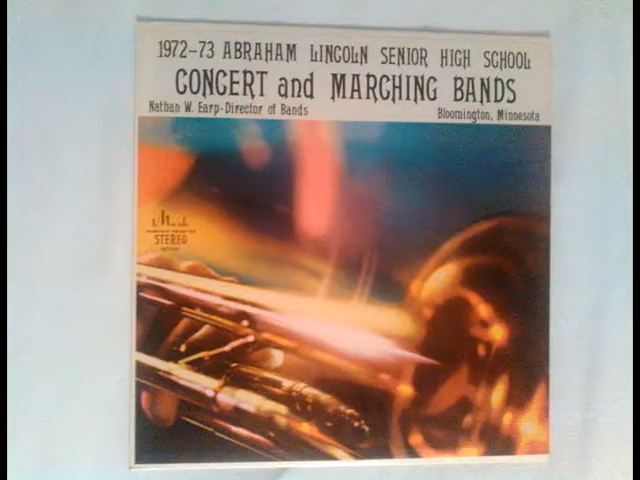 1972-73 ABRAHAM LINCOLN SENIOR HIGH SCHOOL
CONCERT and MARCHING BANDS
Nathan W. Earp-Director of Bands
Bloomington, Minnesota
STEREO